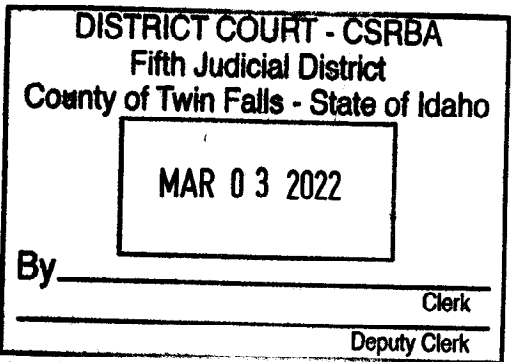 DISTRICT COURT - CSRBA
Fifth Judicial District
County of Twin Falls - State of Idaho
MAR 03 2022
By
Clerk
Deputy Clerk